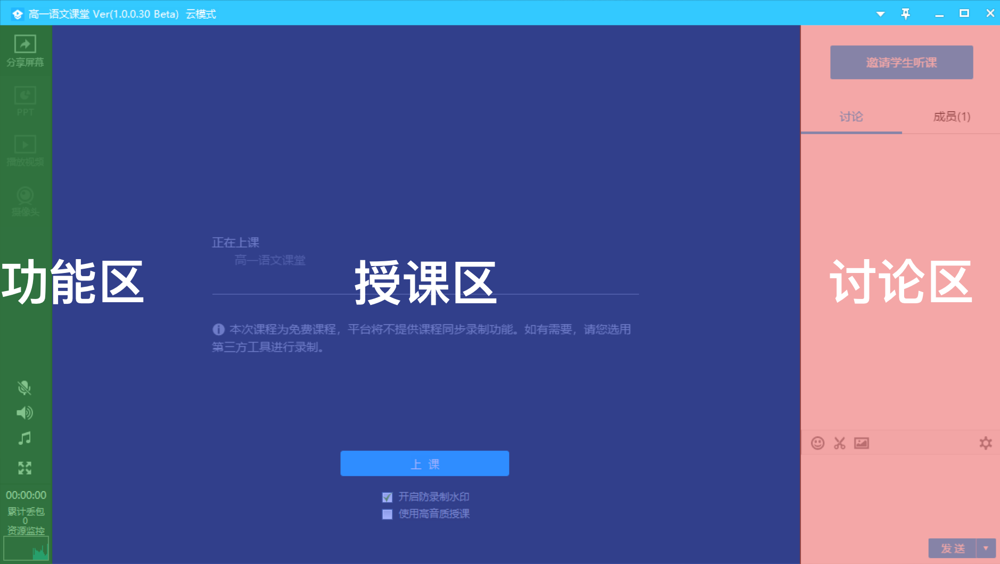 高一语文课堂 Ver(1.0.0.30 Beta) 云模式
分享屏幕
PPT
播放视频
摄像头
功能区
00:00:00
累计丢包
0
资源监控
正在上课
高一语文课堂
授课区
本次课程为免费课程，平台将不提供课程同步录制功能。如有需要，请您选用
第三方工具进行录制。
上 课
开启防录制水印
使用高音质授课
邀请学生听课
讨论
成员(1)
讨论区
发送